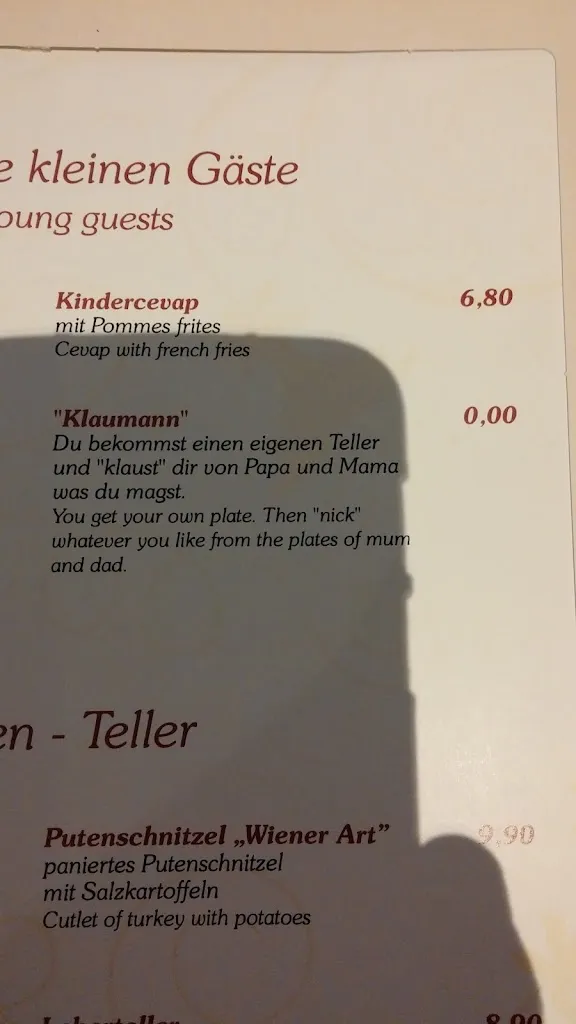 e kleinen Gäste
oung guests
Kindercevap 6,80
mit Pommes frites
Cevap with french fries
"Klaumann" 0,00
Du bekommst einen eigenen Teller
und "klaust" dir von Papa und Mama
was du magst.
You get your own plate. Then "nick"
whatever you like from the plates of mum
and dad.
en - Teller
Putenschnitzel „Wiener Art” 9,90
paniertes Putenschnitzel
mit Salzkartoffeln
Cutlet of turkey with potatoes
8,90